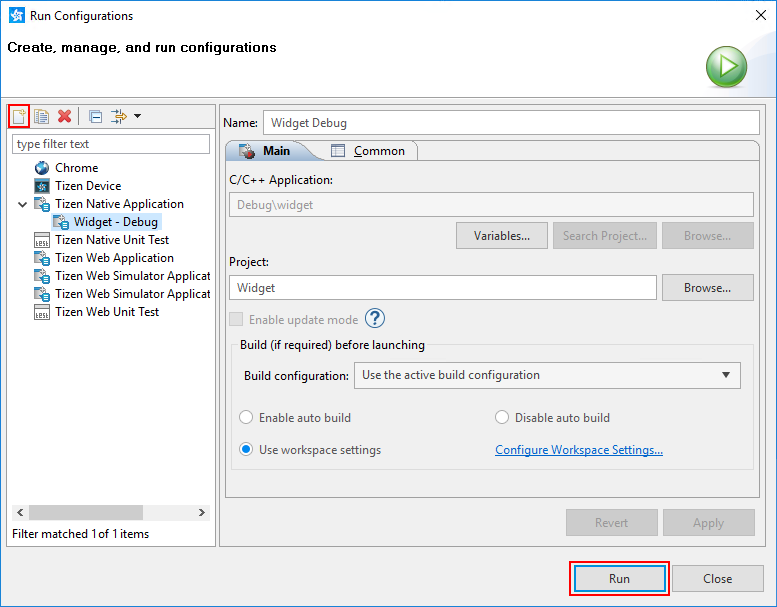 Run Configurations
Create, manage, and run configurations
Name: Widget Debug
type filter text
Main Common
Chrome
Tizen Device
Tizen Native Application
Widget - Debug
Tizen Native Unit Test
Tizen Web Application
Tizen Web Simulator Applicat
Tizen Web Simulator Applicat
Tizen Web Unit Test
Filter matched 1 of 1 items
C/C++ Application:
Debug\widget
Variables... Search Project... Browse...
Project:
Widget Browse...
Enable update mode ?
Build (if required) before launching
Build configuration: Use the active build configuration
Enable auto build Disable auto build
Use workspace settings Configure Workspace Settings...
Revert Apply
Run Close